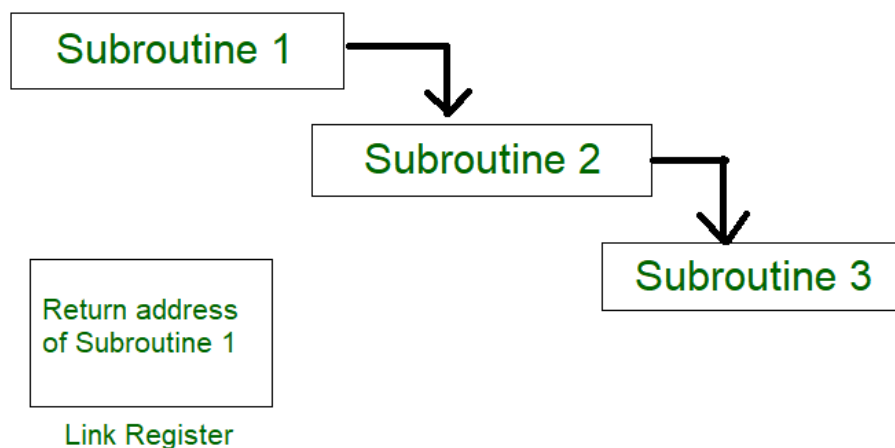 Subroutine 1
Subroutine 2
Subroutine 3
Return address
of Subroutine 1
Link Register